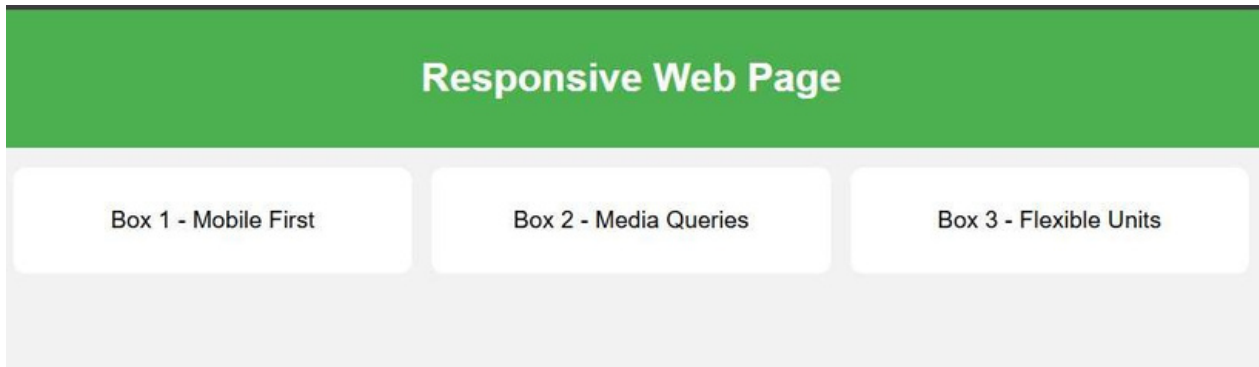 Responsive Web Page
Box 1 - Mobile First
Box 2 - Media Queries
Box 3 - Flexible Units